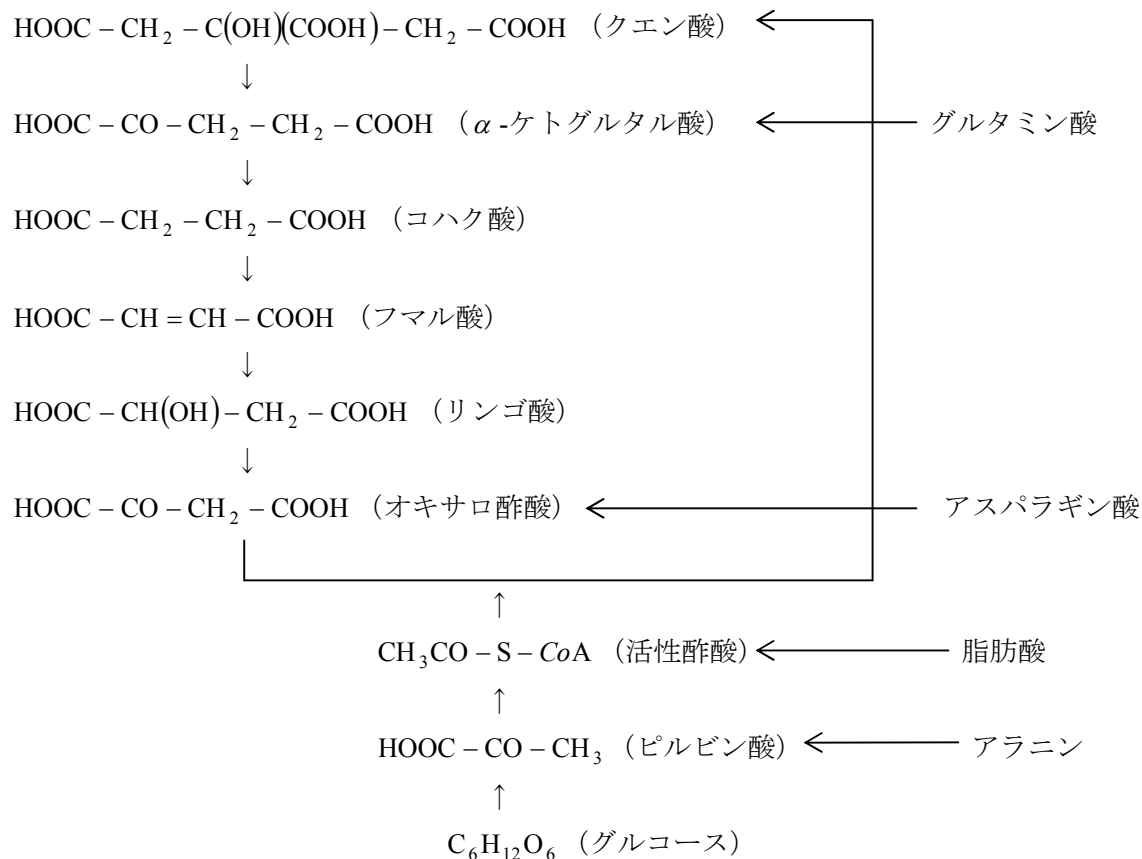 HOOC − CH₂ − C(OH)(COOH) − CH₂ − COOH （クエン酸）
↓
HOOC − CO − CH₂ − CH₂ − COOH （α-ケトグルタル酸） ← グルタミン酸
↓
HOOC − CH₂ − CH₂ − COOH （コハク酸）
↓
HOOC − CH = CH − COOH （フマル酸）
↓
HOOC − CH(OH) − CH₂ − COOH （リンゴ酸）
↓
HOOC − CO − CH₂ − COOH （オキサロ酢酸） ← アスパラギン酸
↑
CH₃CO − S − CoA （活性酢酸） ← 脂肪酸
↑
HOOC − CO − CH₃ （ピルビン酸） ← アラニン
↑
C₆H₁₂O₆ （グルコース）